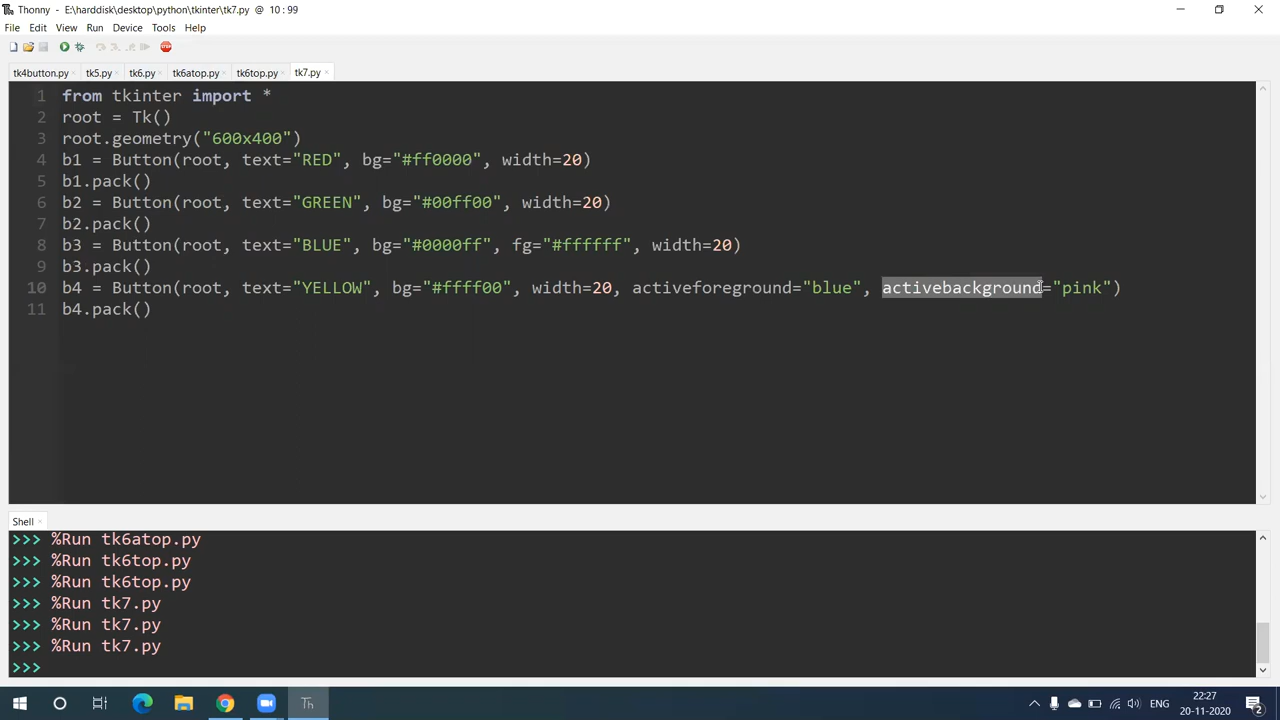 Thonny - E:\harddisk\desktop\python\tkinter\tk7.py @ 10 : 99
File Edit View Run Device Tools Help
STOP
tk4button.py × tk5.py × tk6.py × tk6atop.py × tk6top.py × tk7.py ×
1 from tkinter import *
2 root = Tk()
3 root.geometry("600x400")
4 b1 = Button(root, text="RED", bg="#ff0000", width=20)
5 b1.pack()
6 b2 = Button(root, text="GREEN", bg="#00ff00", width=20)
7 b2.pack()
8 b3 = Button(root, text="BLUE", bg="#0000ff", fg="#ffffff", width=20)
9 b3.pack()
10 b4 = Button(root, text="YELLOW", bg="#ffff00", width=20, activeforeground="blue", activebackground="pink")
11 b4.pack()
Shell ×
>>> %Run tk6atop.py
>>> %Run tk6top.py
>>> %Run tk6top.py
>>> %Run tk7.py
>>> %Run tk7.py
>>> %Run tk7.py
>>>
Th
ENG
22:27
20-11-2020
2